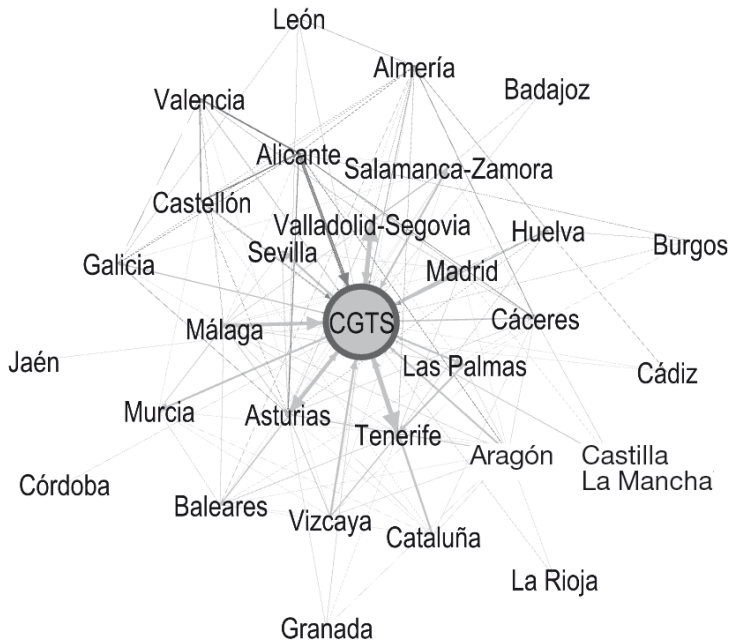 León
Almería
Badajoz
Valencia
Alicante
Salamanca-Zamora
Castellón
Valladolid-Segovia
Huelva
Burgos
Sevilla
Galicia
Madrid
CGTS
Málaga
Cáceres
Jaén
Las Palmas
Cádiz
Murcia
Asturias
Tenerife
Aragón
Castilla
La Mancha
Córdoba
Baleares
Vizcaya
Cataluña
La Rioja
Granada